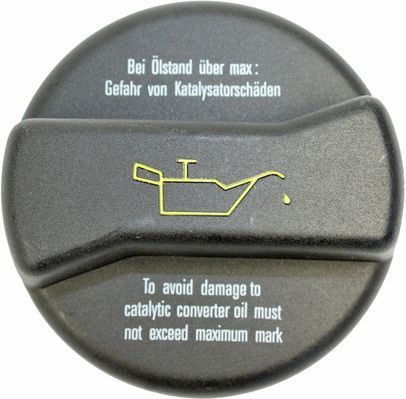 Bei Ölstand über max:
Gefahr von Katalysatorschäden
To avoid damage to
catalytic converter oil must
not exceed maximum mark